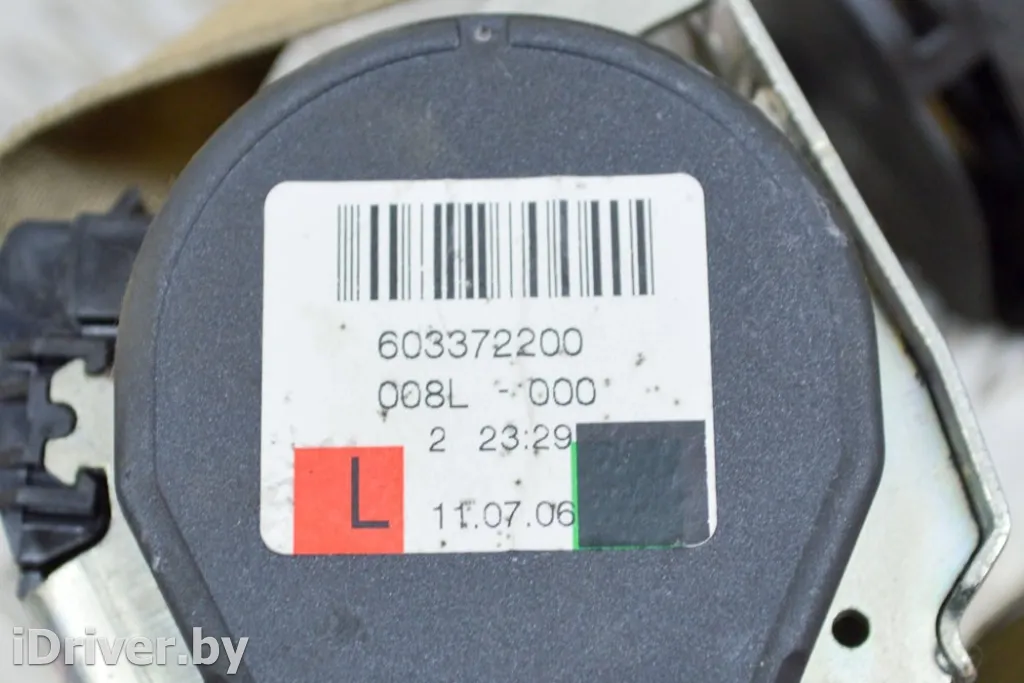 603372200
008L - 000
2 23:29
L 11.07.06
iDriver.by